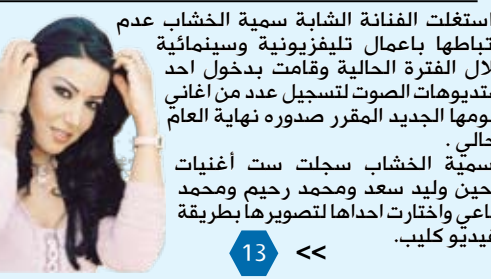 استغلت الفنانة الشابة سمية الخشاب عدم
تباطها باعمال تليفزيونية وسينمائية
لال الفترة الحالية وقامت بدخول احد
تديوهات الصوت لتسجيل عدد من اغاني
ومها الجديد المقرر صدوره نهاية العام
حالي .
سمية الخشاب سجلت ست أغنيات
حين وليد سعد ومحمد رحيم ومحمد
اعي واختارت احداها لتصويرها بطريقة
فيديو كليب.
13 >>